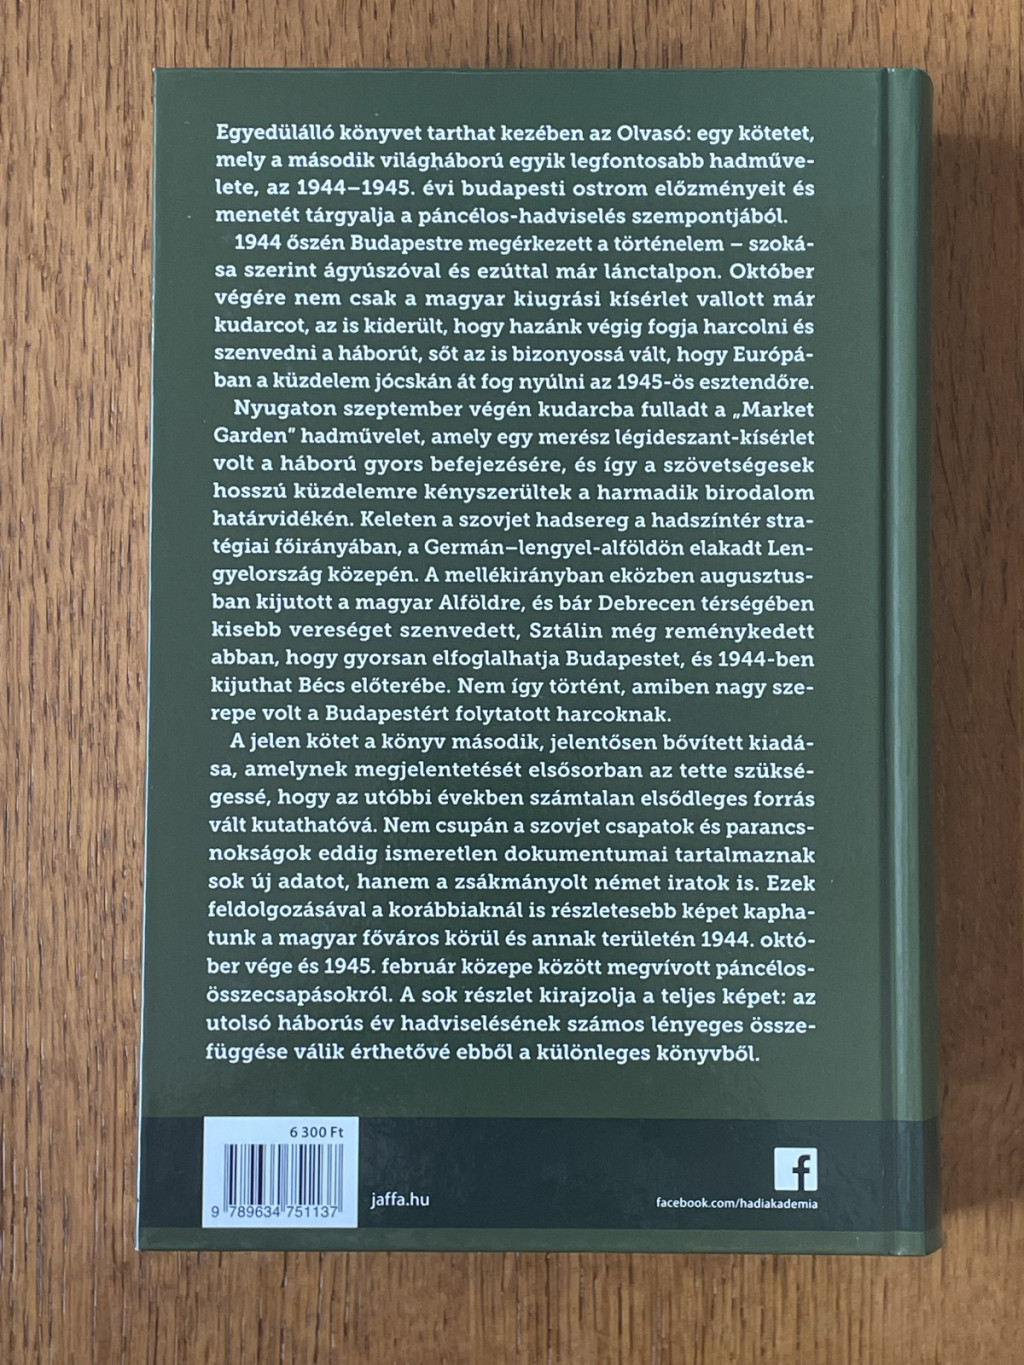 Egyedülálló könyvet tarthat kezében az Olvasó: egy kötetet,
mely a második világháború egyik legfontosabb hadműve-
lete, az 1944–1945. évi budapesti ostrom előzményeit és
menetét tárgyalja a páncélos-hadviselés szempontjából.
1944 őszén Budapestre megérkezett a történelem – szoká-
sa szerint ágyúszóval és ezúttal már lánctalpon. Október
végére nem csak a magyar kiugrási kísérlet vallott már
kudarcot, az is kiderült, hogy hazánk végig fogja harcolni és
szenvedni a háborút, sőt az is bizonyossá vált, hogy Európá-
ban a küzdelem jócskán át fog nyúlni az 1945-ös esztendőre.
Nyugaton szeptember végén kudarcba fulladt a „Market
Garden” hadművelet, amely egy merész légideszant-kísérlet
volt a háború gyors befejezésére, és így a szövetségesek
hosszú küzdelemre kényszerültek a harmadik birodalom
határvidékén. Keleten a szovjet hadsereg a hadszíntér stra-
tégiai főirányában, a Germán–lengyel-alföldön elakadt Len-
gyelország közepén. A mellékirányban eközben augusztus-
ban kijutott a magyar Alföldre, és bár Debrecen térségében
kisebb vereséget szenvedett, Sztálin még reménykedett
abban, hogy gyorsan elfoglalhatja Budapestet, és 1944-ben
kijuthat Bécs előterébe. Nem így történt, amiben nagy sze-
repe volt a Budapestért folytatott harcoknak.
A jelen kötet a könyv második, jelentősen bővített kiadá-
sa, amelynek megjelentetését elsősorban az tette szüksé-
gessé, hogy az utóbbi években számtalan elsődleges forrás
vált kutathatóvá. Nem csupán a szovjet csapatok és parancs-
nokságok eddig ismeretlen dokumentumai tartalmaznak
sok új adatot, hanem a zsákmányolt német iratok is. Ezek
feldolgozásával a korábbiaknál is részletesebb képet kapha-
tunk a magyar főváros körül és annak területén 1944. októ-
ber vége és 1945. február közepe között megvívott páncélos-
összecsapásokról. A sok részlet kirajzolja a teljes képet: az
utolsó háborús év hadviselésének számos lényeges össze-
függése válik érthetővé ebből a különleges könyvből.
6 300 Ft
9 789634 751137
jaffa.hu
f
facebook.com/hadiakademia